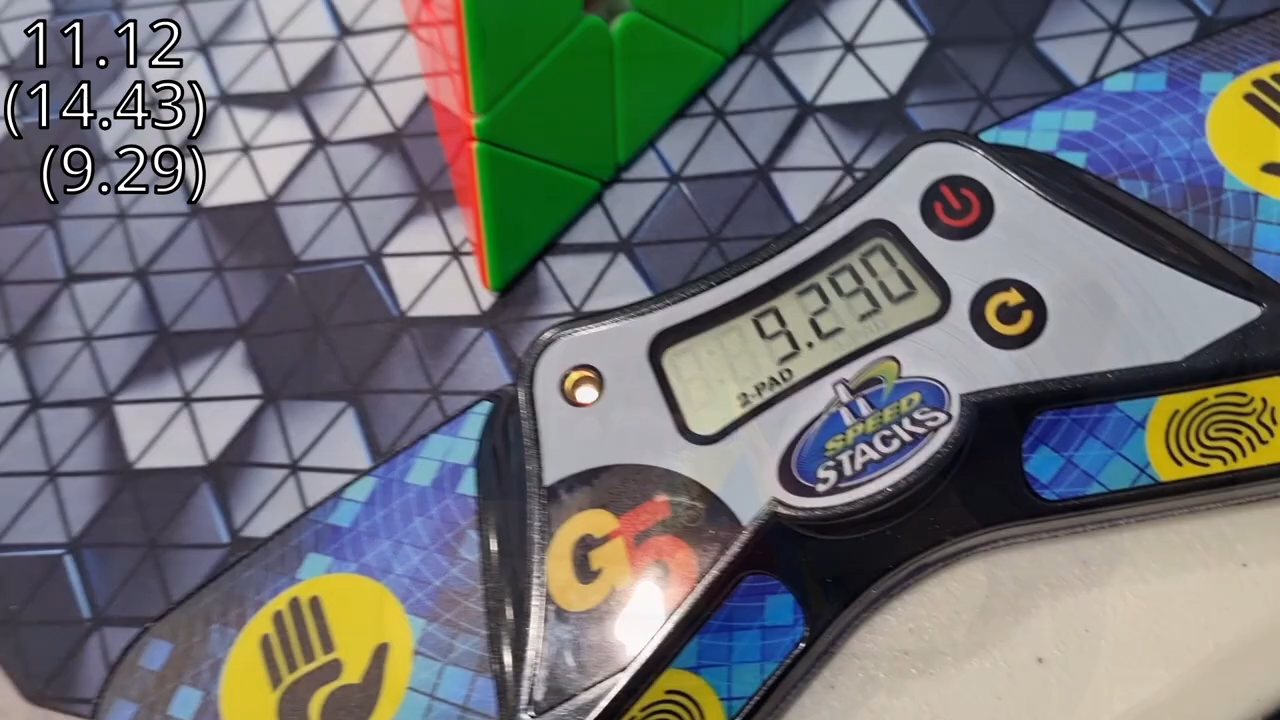 11.12
(14.43)
(9.29)
9.290
2-PAD
SPEED
STACKS
G5